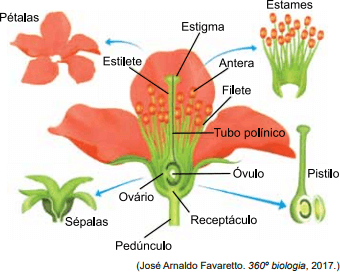 Pétalas
Estigma
Estames
Estilete
Antera
Filete
Tubo polínico
Óvulo
Pistilo
Ovário
Sépalas
Receptáculo
Pedúnculo
(José Arnaldo Favaretto. 360º biologia, 2017.)